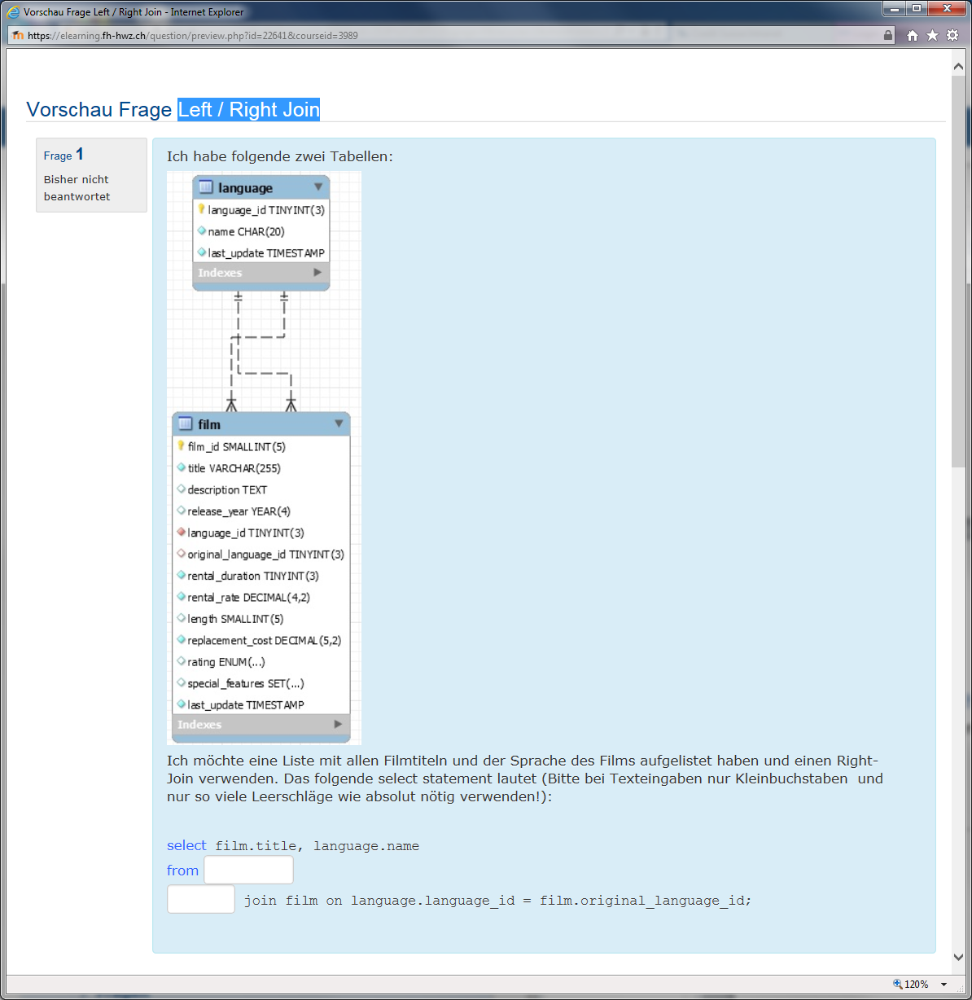 Vorschau Frage Left / Right Join - Internet Explorer
https://elearning.fh-hwz.ch/question/preview.php?id=22641&courseid=3989
Vorschau Frage Left / Right Join
Frage 1
Bisher nicht
beantwortet
Ich habe folgende zwei Tabellen:
language
language_id TINYINT(3)
name CHAR(20)
last_update TIMESTAMP
Indexes
film
film_id SMALLINT(5)
title VARCHAR(255)
description TEXT
release_year YEAR(4)
language_id TINYINT(3)
original_language_id TINYINT(3)
rental_duration TINYINT(3)
rental_rate DECIMAL(4,2)
length SMALLINT(5)
replacement_cost DECIMAL(5,2)
rating ENUM(...)
special_features SET(...)
last_update TIMESTAMP
Indexes
Ich möchte eine Liste mit allen Filmtiteln und der Sprache des Films aufgelistet haben und einen Right-
Join verwenden. Das folgende select statement lautet (Bitte bei Texteingaben nur Kleinbuchstaben und
nur so viele Leerschläge wie absolut nötig verwenden!):
select film.title, language.name
from
join film on language.language_id = film.original_language_id;
120%